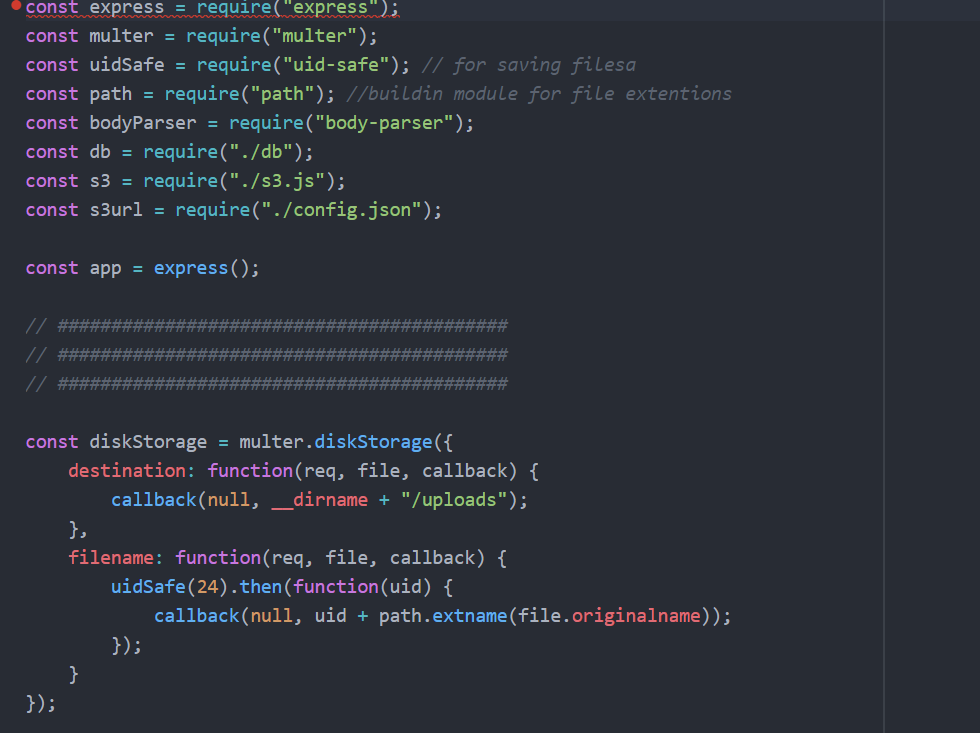 const express = require("express");
const multer = require("multer");
const uidSafe = require("uid-safe"); // for saving filesa
const path = require("path"); //buildin module for file extentions
const bodyParser = require("body-parser");
const db = require("./db");
const s3 = require("./s3.js");
const s3url = require("./config.json");
const app = express();
// ##########################################
// ##########################################
// ##########################################
const diskStorage = multer.diskStorage({
    destination: function(req, file, callback) {
        callback(null, __dirname + "/uploads");
    },
    filename: function(req, file, callback) {
        uidSafe(24).then(function(uid) {
            callback(null, uid + path.extname(file.originalname));
        });
    }
});